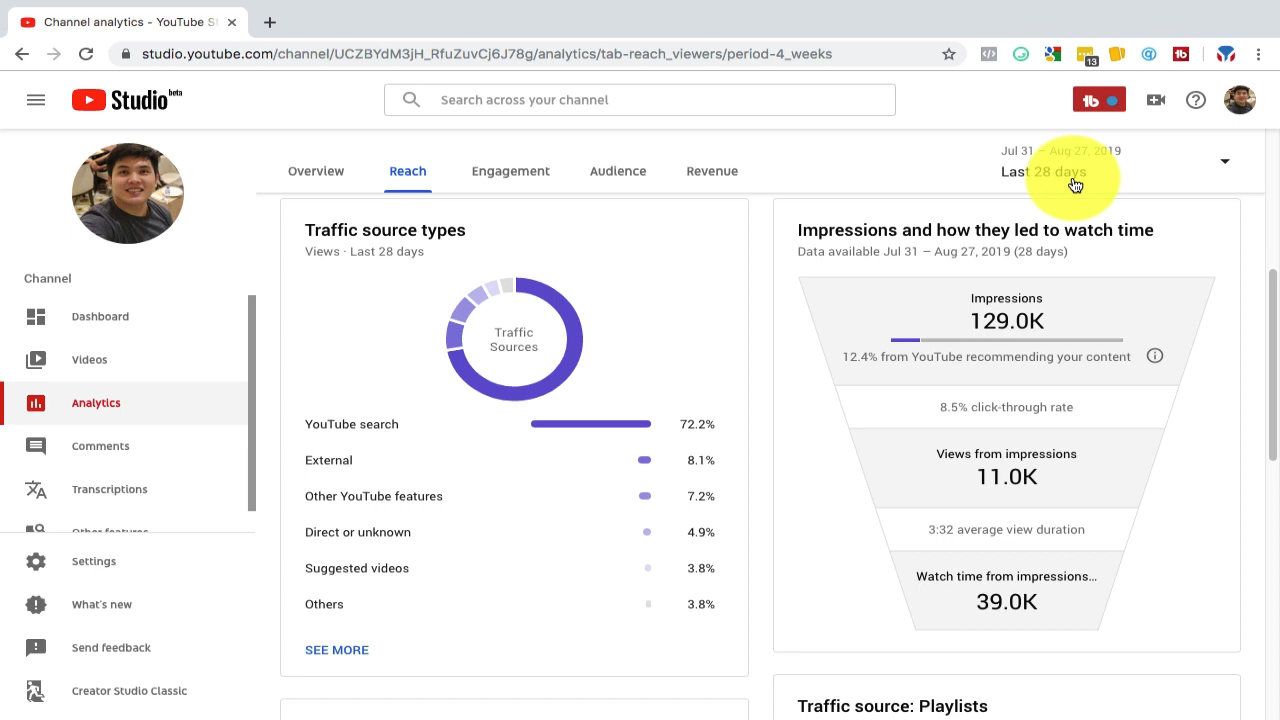 Channel analytics - YouTube S
studio.youtube.com/channel/UCZBYdM3jH_RfuZuvCj6J78g/analytics/tab-reach_viewers/period-4_weeks
13
Studio beta
Search across your channel
Overview
Reach
Engagement
Audience
Revenue
Jul 31 – Aug 27, 2019
Last 28 days
Channel
Dashboard
Videos
Analytics
Comments
Transcriptions
Other features
Settings
What's new
Send feedback
Creator Studio Classic
Traffic source types
Views · Last 28 days
Traffic
Sources
YouTube search 72.2%
External 8.1%
Other YouTube features 7.2%
Direct or unknown 4.9%
Suggested videos 3.8%
Others 3.8%
SEE MORE
Impressions and how they led to watch time
Data available Jul 31 – Aug 27, 2019 (28 days)
Impressions
129.0K
12.4% from YouTube recommending your content
8.5% click-through rate
Views from impressions
11.0K
3:32 average view duration
Watch time from impressions...
39.0K
Traffic source: Playlists